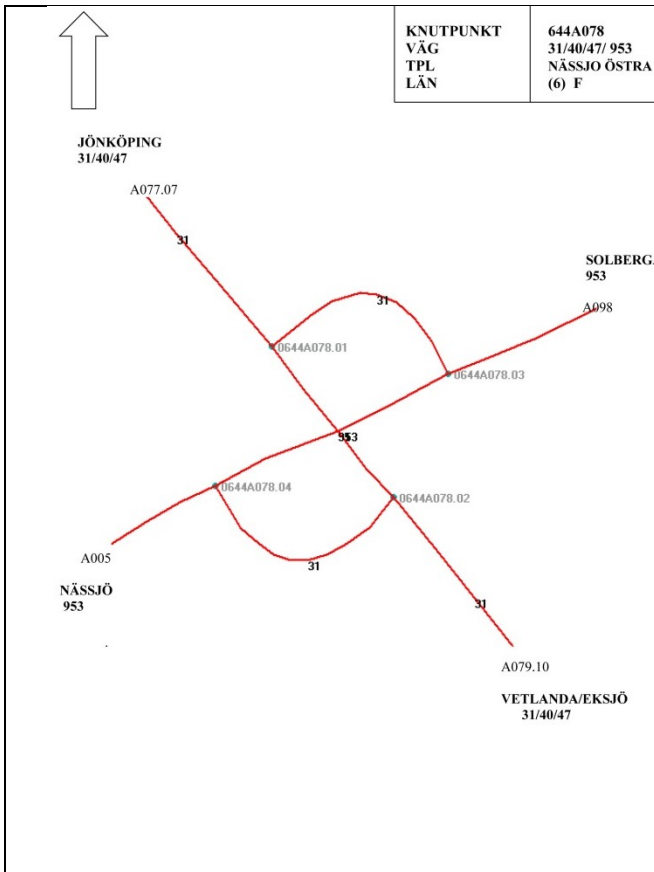 KNUTPUNKT 644A078
VÄG 31/40/47/ 953
TPL NÄSSJO ÖSTRA
LÄN (6) F
JÖNKÖPING
31/40/47
A077.07
31
SOLBERG
953
31
A098
0644A078.01
0644A078.03
953
0644A078.04
0644A078.02
A005
31
NÄSSJÖ
953
31
A079.10
VETLANDA/EKSJÖ
31/40/47